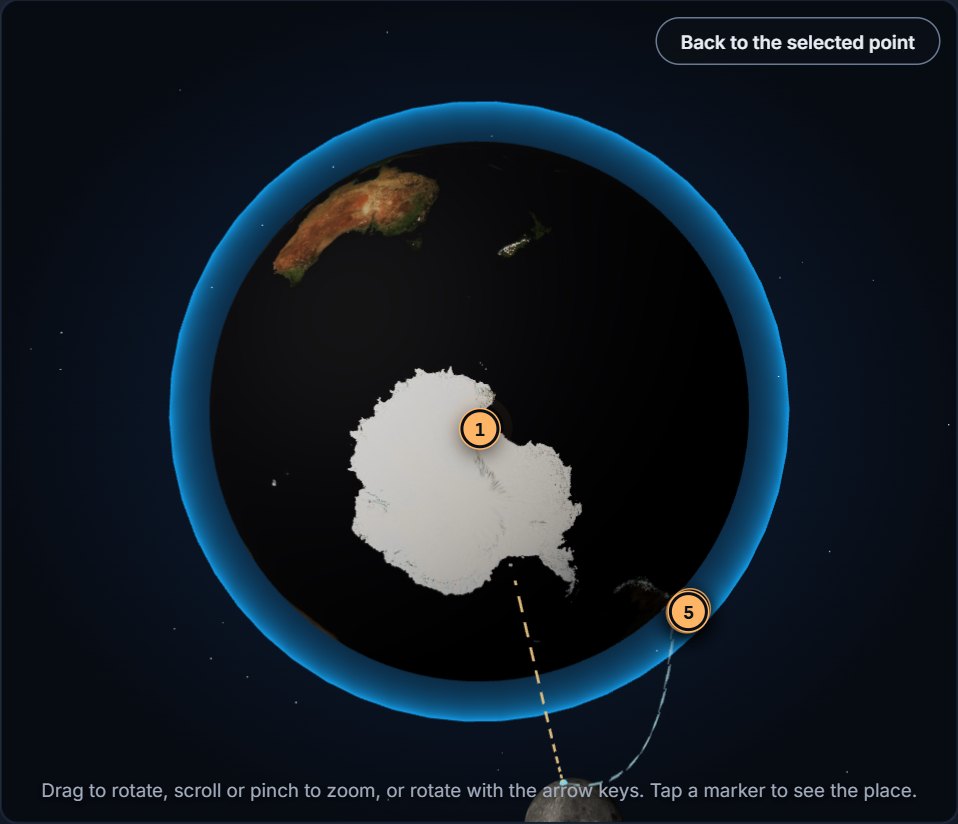 Back to the selected point
1
5
Drag to rotate, scroll or pinch to zoom, or rotate with the arrow keys. Tap a marker to see the place.